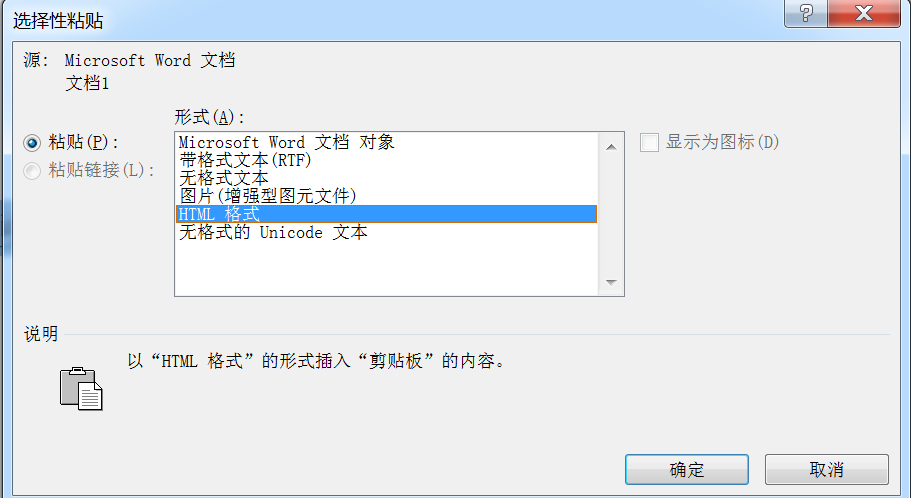 选择性粘贴
源: Microsoft Word 文档
文档1
形式(A):
粘贴(P):
粘贴链接(L):
Microsoft Word 文档 对象
带格式文本(RTF)
无格式文本
图片(增强型图元文件)
HTML 格式
无格式的 Unicode 文本
显示为图标(D)
说明
以“HTML 格式”的形式插入“剪贴板”的内容。
确定
取消